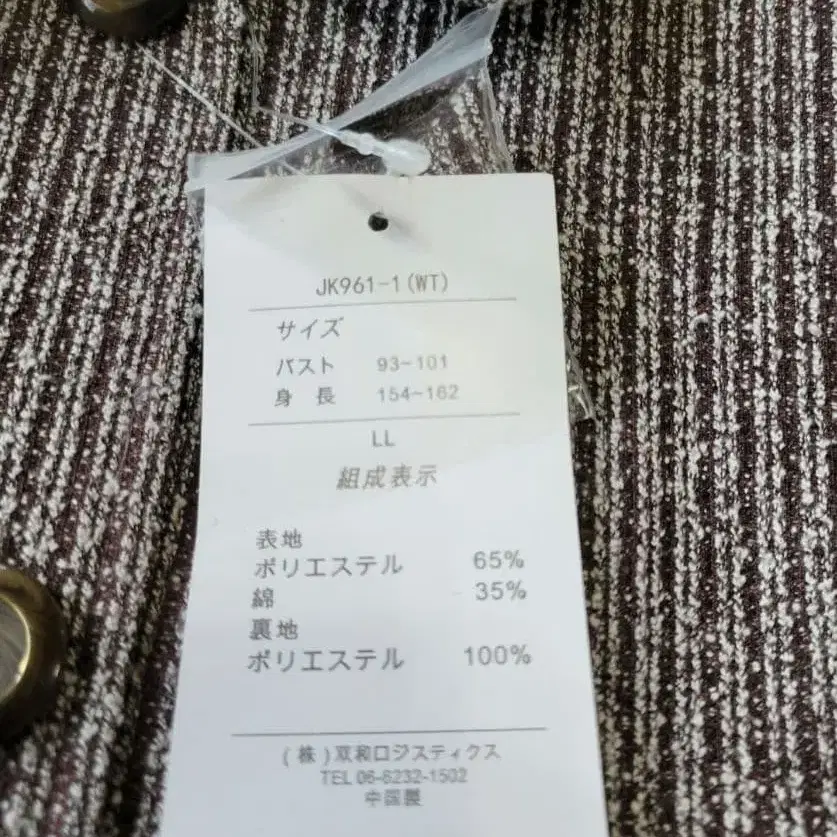 JK961-1(WT)
サイズ
バスト 93~101
身 長 154~162
LL
組成表示
表地
ポリエステル 65%
綿 35%
裏地
ポリエステル 100%
(株)双和ロジスティクス
TEL 06-6232-1502
中国製